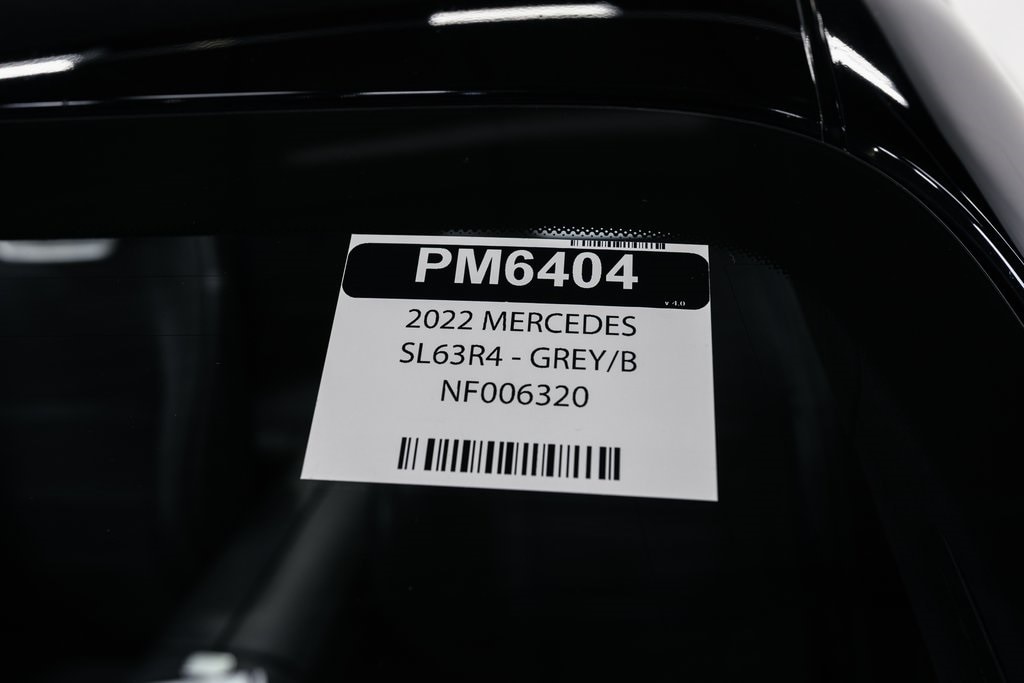 PM6404
v 4.0
2022 MERCEDES
SL63R4 - GREY/B
NF006320